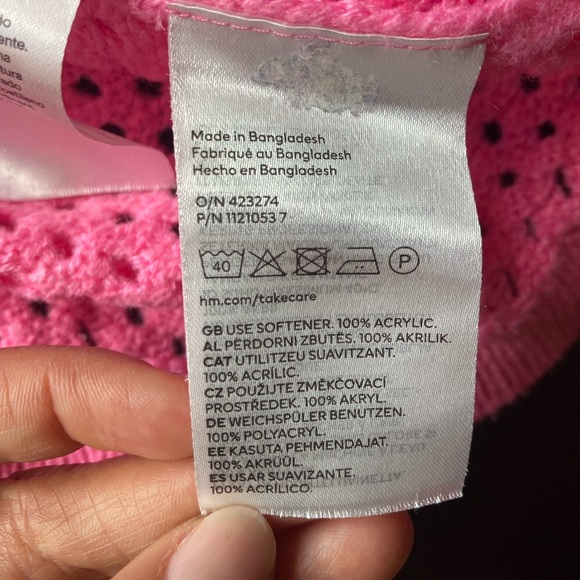 ente.
Made in Bangladesh
Fabriqué au Bangladesh
Hecho en Bangladesh
O/N 423274
P/N 1121053 7
40
P
hm.com/takecare
GB USE SOFTENER. 100% ACRYLIC.
AL PËRDORNI ZBUTËS. 100% AKRILIK.
CAT UTILITZEU SUAVITZANT.
100% ACRÍLIC.
CZ POUŽIJTE ZMĚKČOVACÍ
PROSTŘEDEK. 100% AKRYL.
DE WEICHSPÜLER BENUTZEN.
100% POLYACRYL.
EE KASUTA PEHMENDAJAT.
100% AKRÜÜL.
ES USAR SUAVIZANTE.
100% ACRÍLICO.